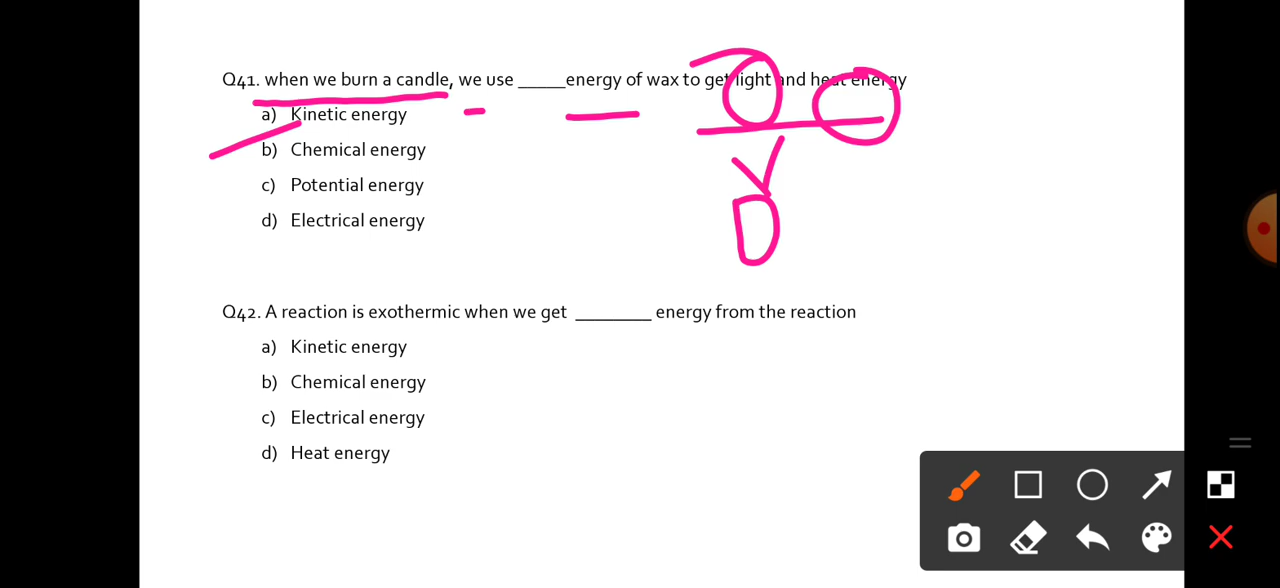 Q41. when we burn a candle, we use _____energy of wax to get light and heat energy
a) Kinetic energy
b) Chemical energy
c) Potential energy
d) Electrical energy
D
Q42. A reaction is exothermic when we get ________ energy from the reaction
a) Kinetic energy
b) Chemical energy
c) Electrical energy
d) Heat energy